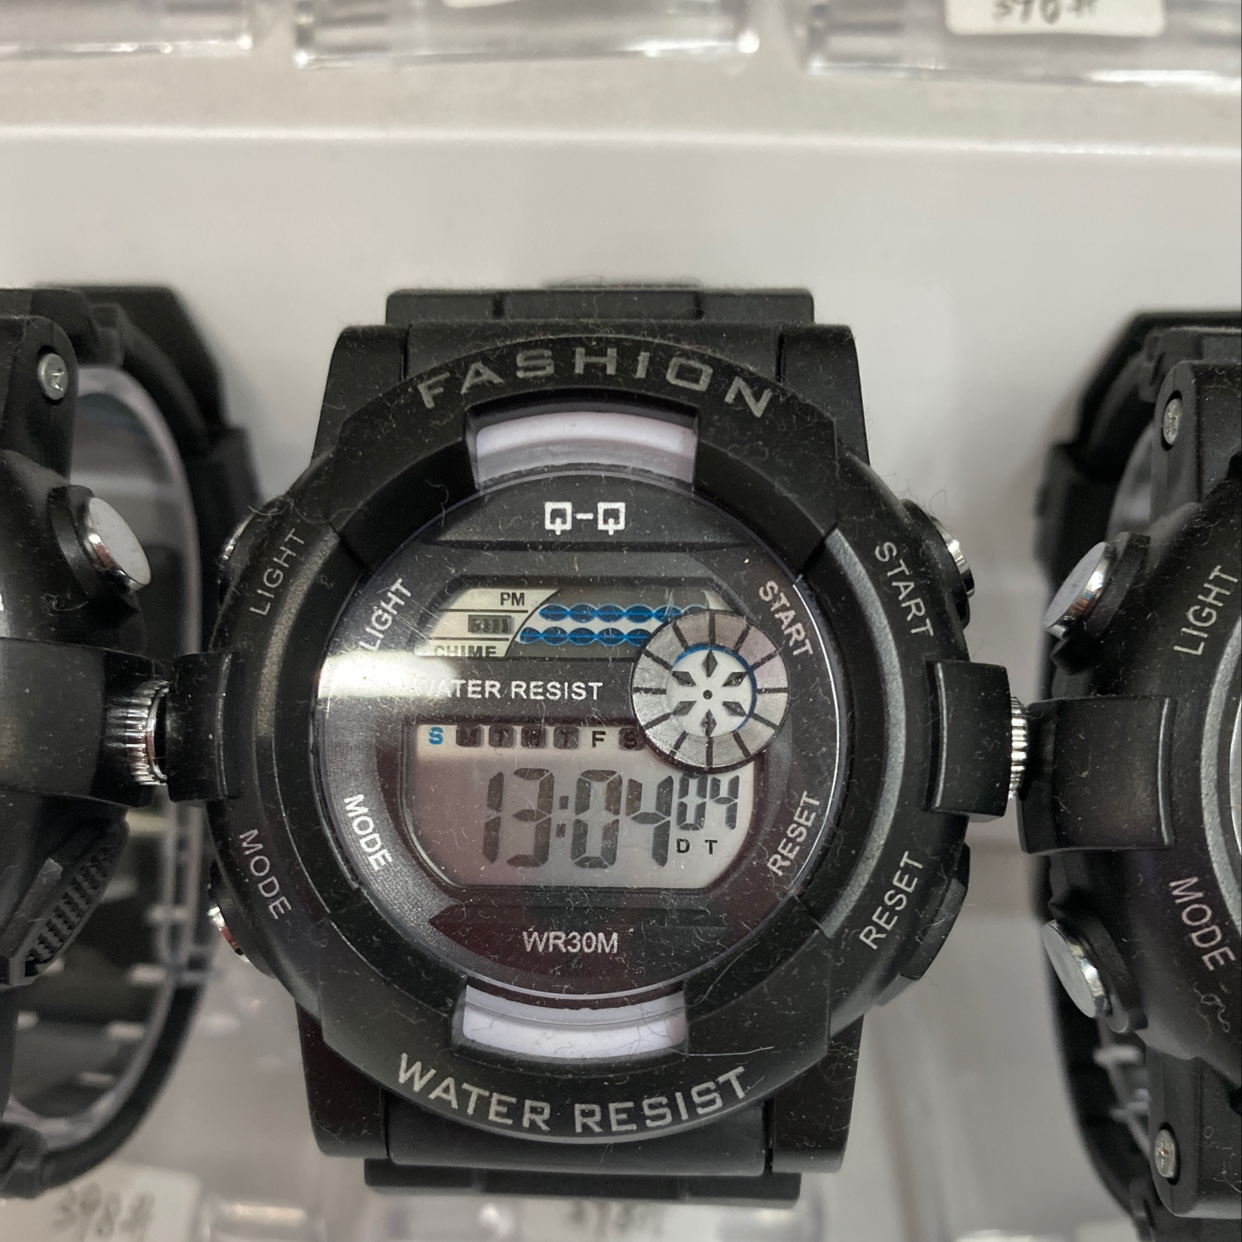 FASHION
Q-Q
LIGHT
START
LIGHT
START
PM
CHIME
WATER RESIST
S M T W T F S
13:04 04
D T
MODE
RESET
MODE
RESET
WR30M
WATER RESIST
LIGHT
MODE